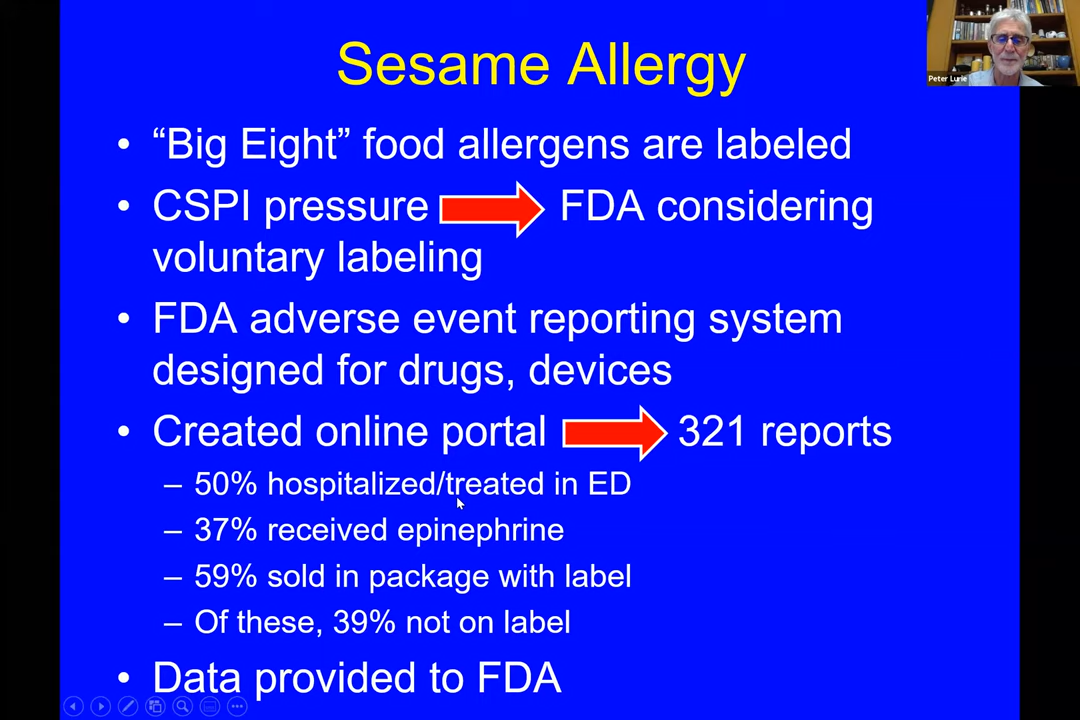 Sesame Allergy
Peter Lurie
• “Big Eight” food allergens are labeled
• CSPI pressure FDA considering
voluntary labeling
• FDA adverse event reporting system
designed for drugs, devices
• Created online portal 321 reports
– 50% hospitalized/treated in ED
– 37% received epinephrine
– 59% sold in package with label
– Of these, 39% not on label
• Data provided to FDA